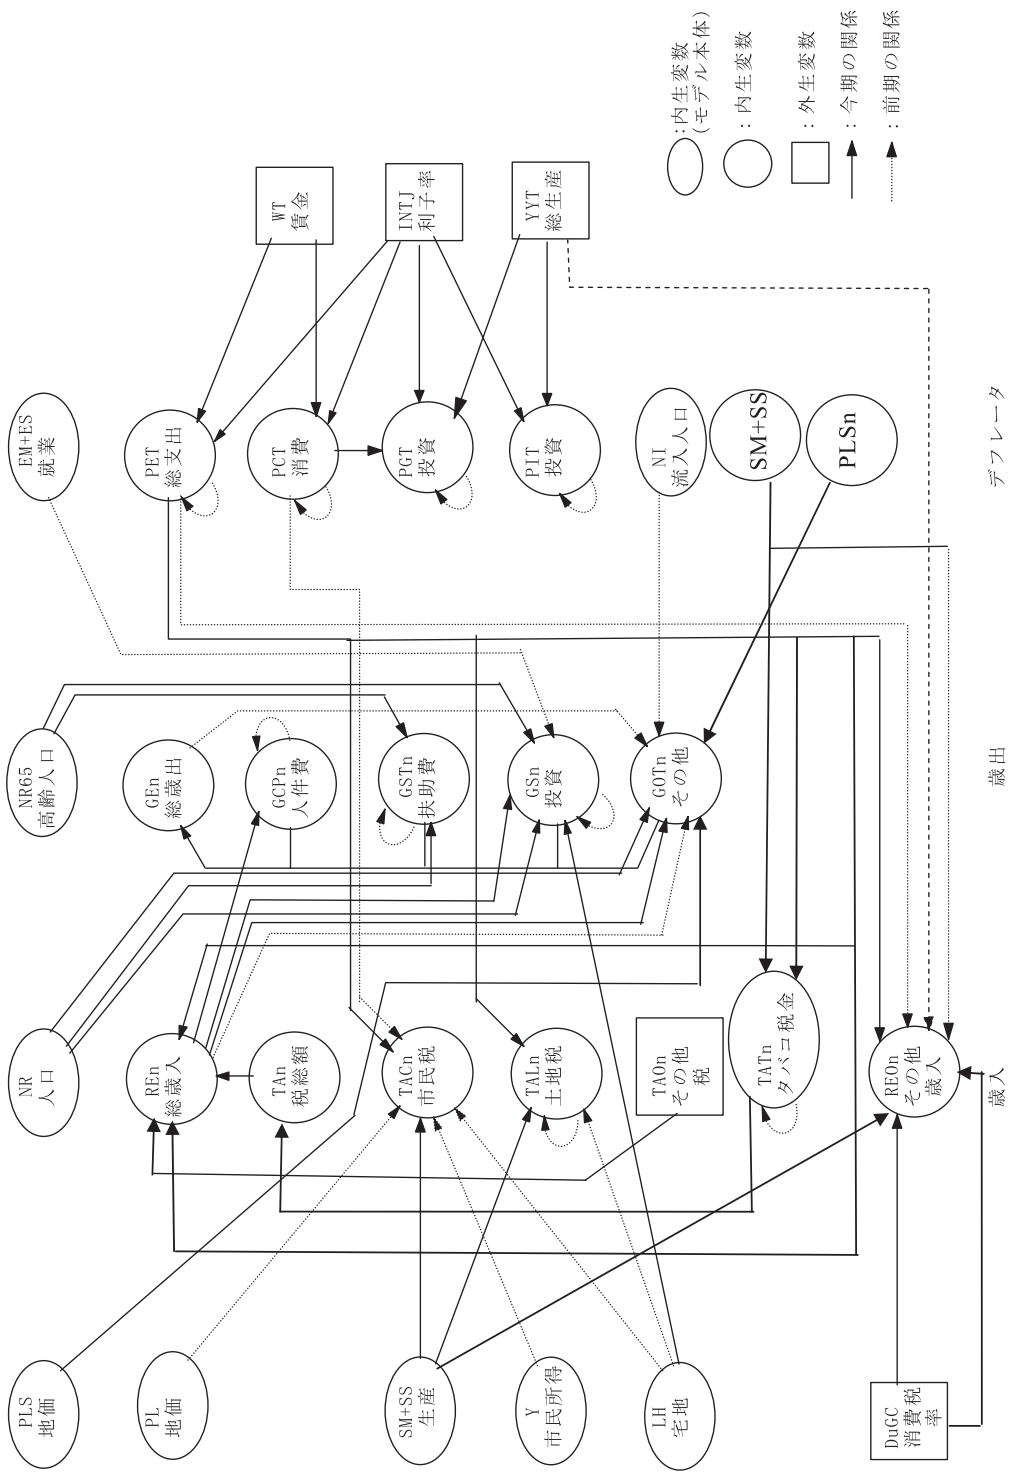 PLS
地価
PL
地価
SM+SS
生産
Y
市民所得
LH
宅地
DuGC
消費税
率
NR
人口
REn
総歳入
TAn
税総額
TACn
市民税
TALn
土地税
TAOn
その他
税
TATn
タバコ税金
REOn
その他
歳入
歳入
NR65
高齢人口
GEn
総歳出
GCPn
人件費
GSTn
扶助費
GSn
投資
GOTn
その他
歳出
EM+ES
就業
PET
総支出
PCT
消費
PGT
投資
PIT
投資
NI
流入人口
SM+SS
PLSn
デフレータ
WT
賃金
INTJ
利子率
YYT
総生産
：内生変数
（モデル本体）
：内生変数
：外生変数
：今期の関係
：前期の関係